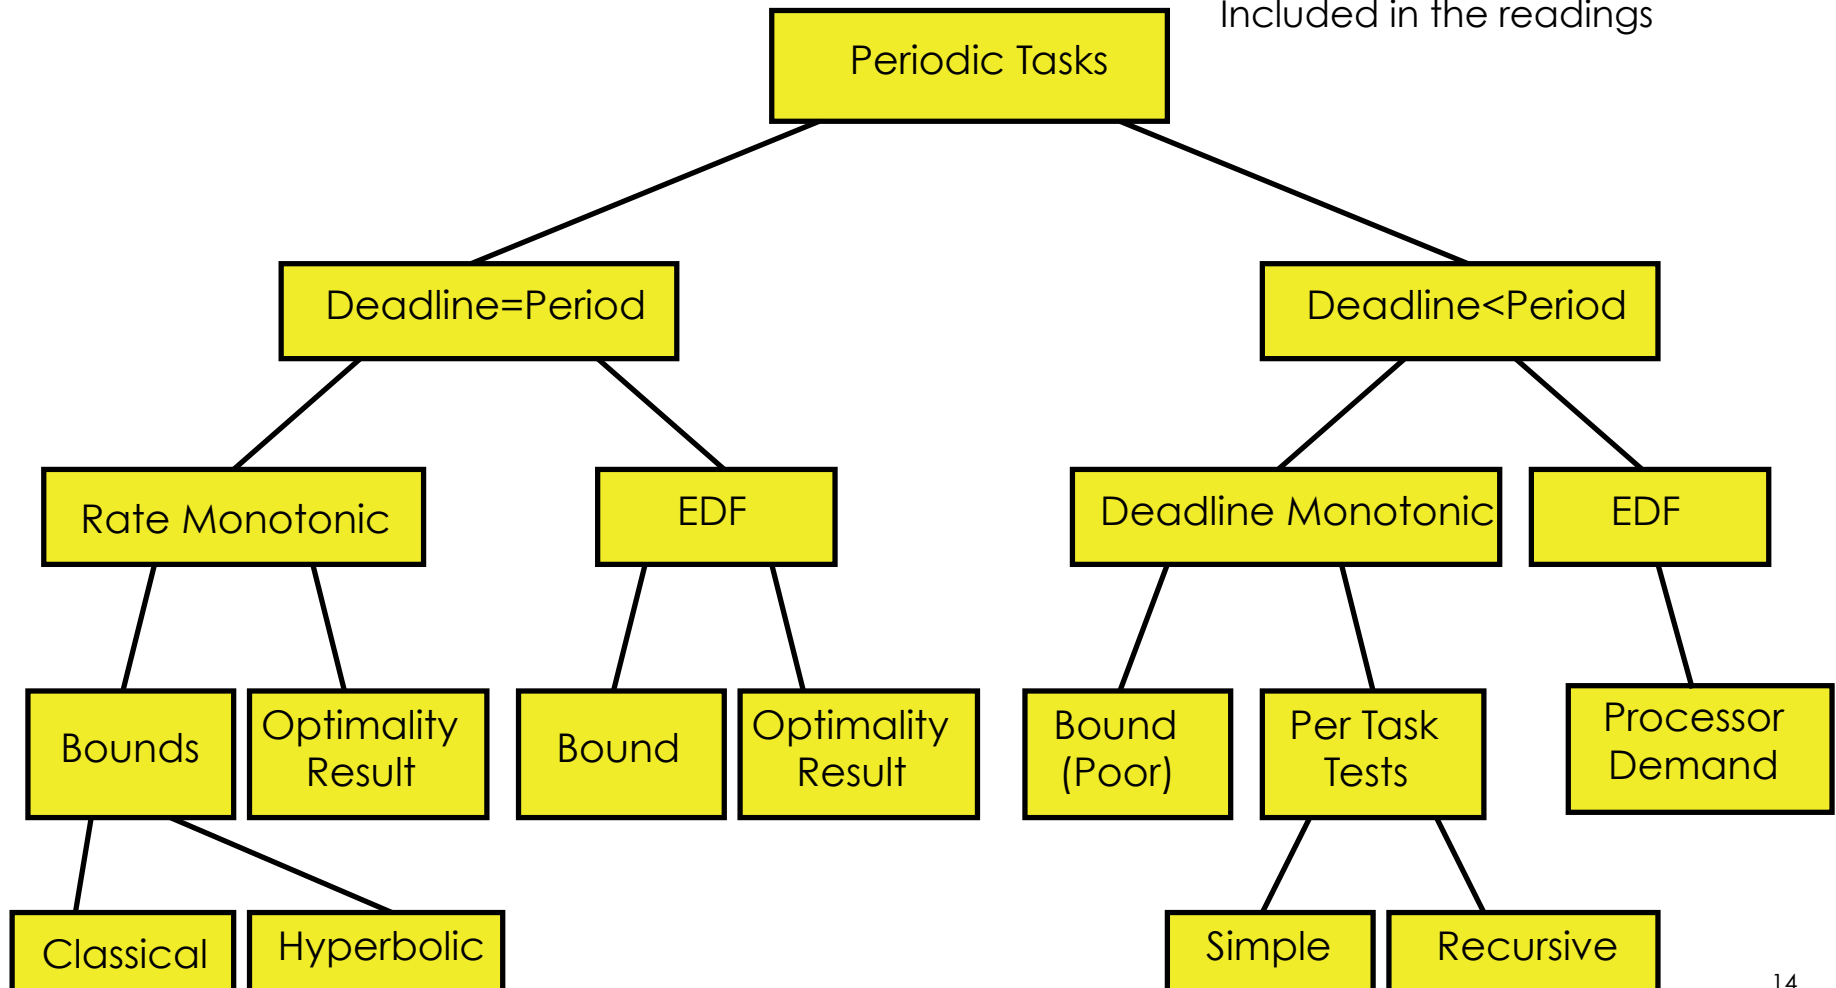 Included in the readings
Periodic Tasks
Deadline=Period
Deadline<Period
Rate Monotonic
EDF
Deadline Monotonic
EDF
Bounds
Optimality
Result
Bound
Optimality
Result
Bound
(Poor)
Per Task
Tests
Processor
Demand
Classical
Hyperbolic
Simple
Recursive
14